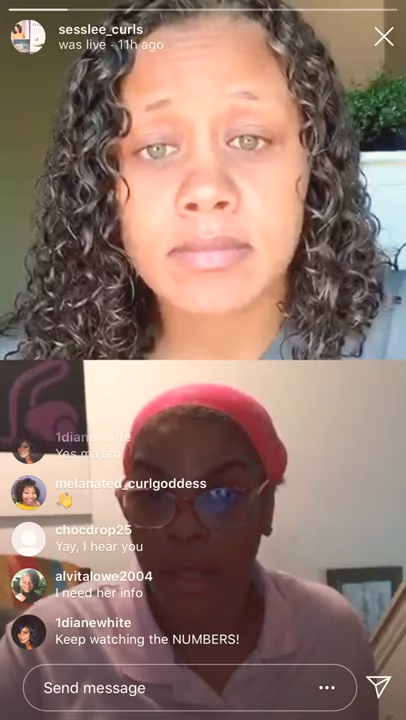 sesslee_curls
was live · 11h ago
1dianewhite
Yes ma'am
melanated_curlgoddess
👏
chocdrop25
Yay, I hear you
alvitalowe2004
I need her info
1dianewhite
Keep watching the NUMBERS!
Send message